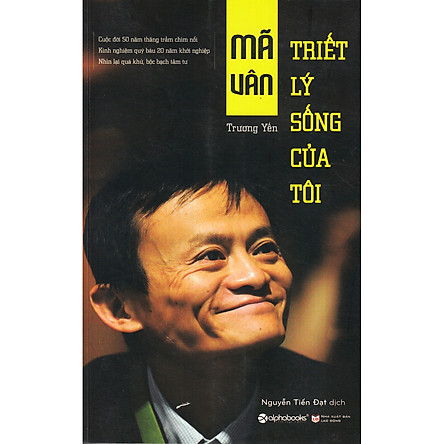 Cuộc đời 50 năm thăng trầm chìm nổi
Kinh nghiệm quý báu 20 năm khởi nghiệp
Nhìn lại quá khứ, bộc bạch tâm tư
MÃ
VÂN
Trương Yến
TRIẾT
LÝ
SỐNG
CỦA
TÔI
Nguyễn Tiến Đạt dịch
alphabooks
NHÀ XUẤT BẢN
LAO ĐỘNG